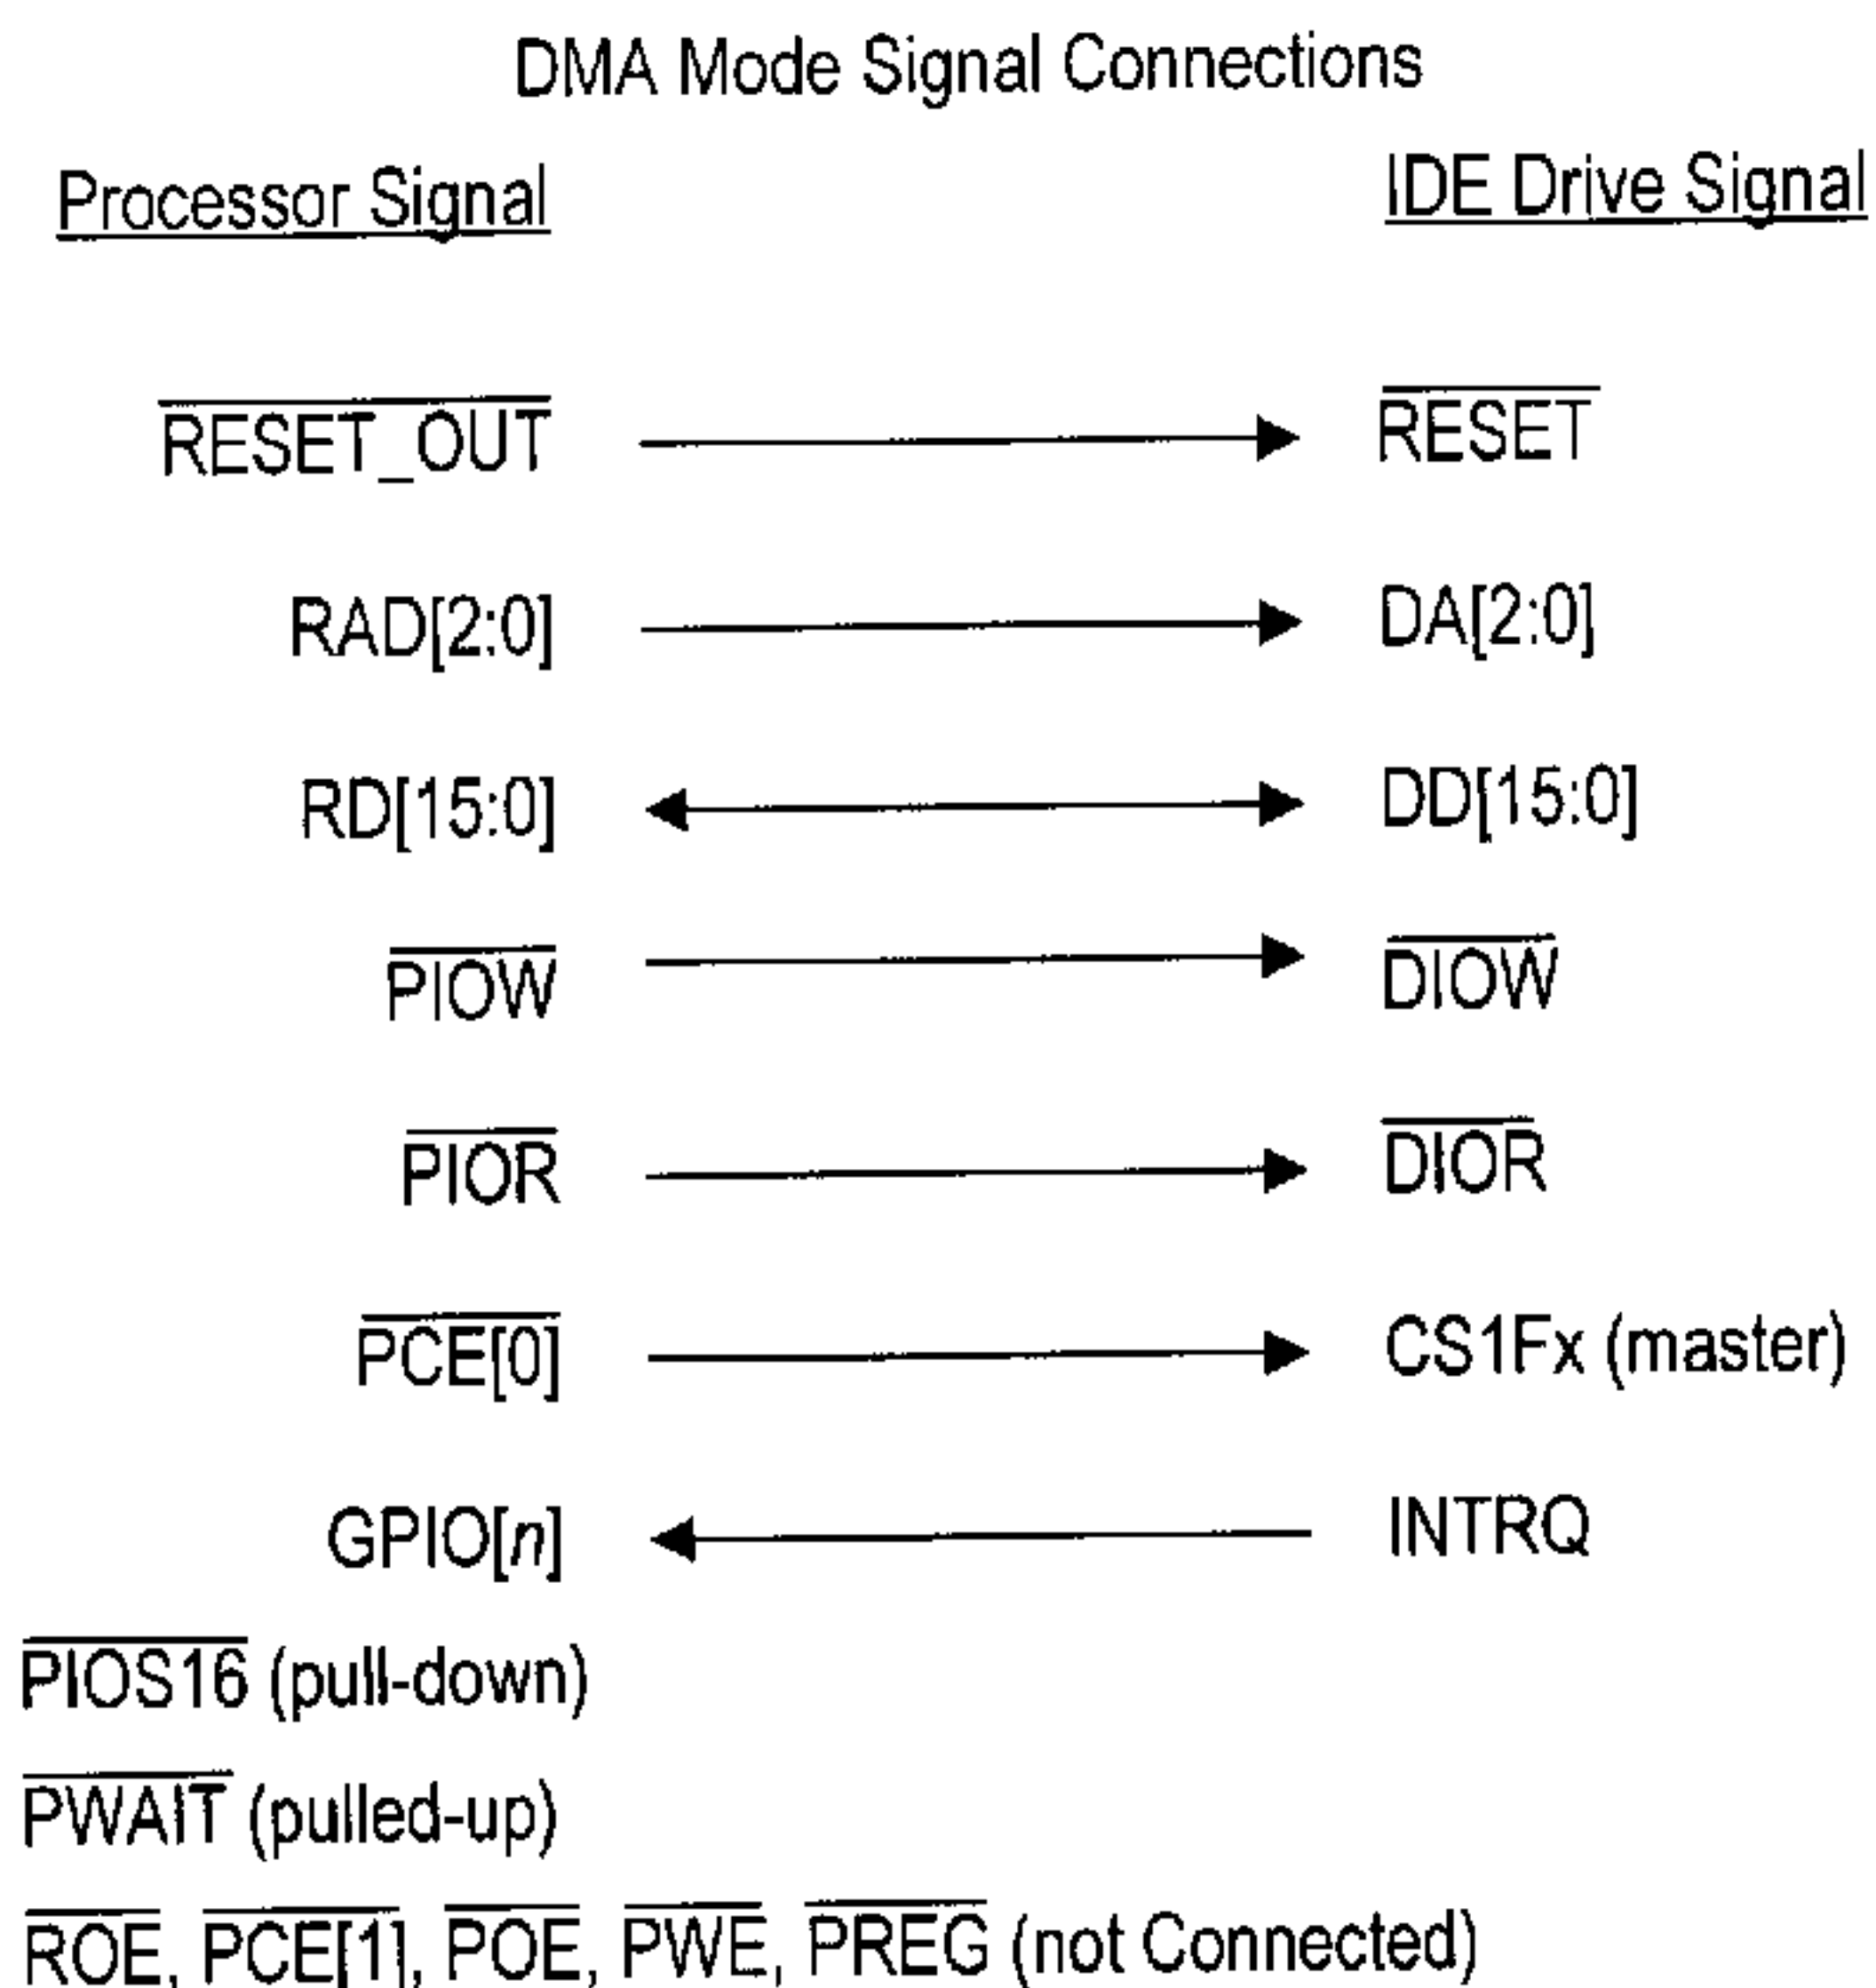 DMA Mode Signal Connections
Processor Signal IDE Drive Signal
RESET_OUT RESET
RAD[2:0] DA[2:0]
RD[15:0] DD[15:0]
PIOW DIOW
PIOR DIOR
PCE[0] CS1Fx (master)
GPIO[n] INTRQ
PIOS16 (pull-down)
PWAIT (pulled-up)
ROE, PCE[1], POE, PWE, PREG (not Connected)